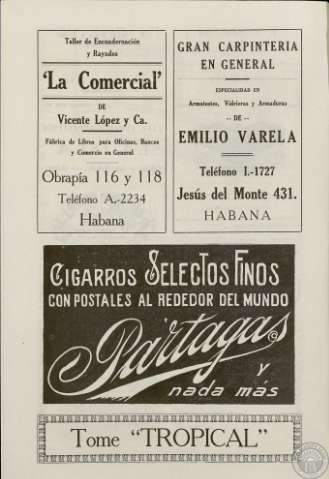 Taller de Encuadernación
y Rayados
'La Comercial'
DE
Vicente López y Ca.
Fábrica de Libros para Oficinas, Bancos
y Comercio en General
Obrapía 116 y 118
Teléfono A.-2234
Habana
GRAN CARPINTERIA
EN GENERAL
ESPECIALIDAD EN
Armatostes, Vidrieras y Armaduras
— DE —
EMILIO VARELA
Teléfono I.-1727
Jesús del Monte 431.
HABANA
CIGARROS SELECTOS FINOS
CON POSTALES AL REDEDOR DEL MUNDO
Partagas
y
nada más
Tome "TROPICAL"